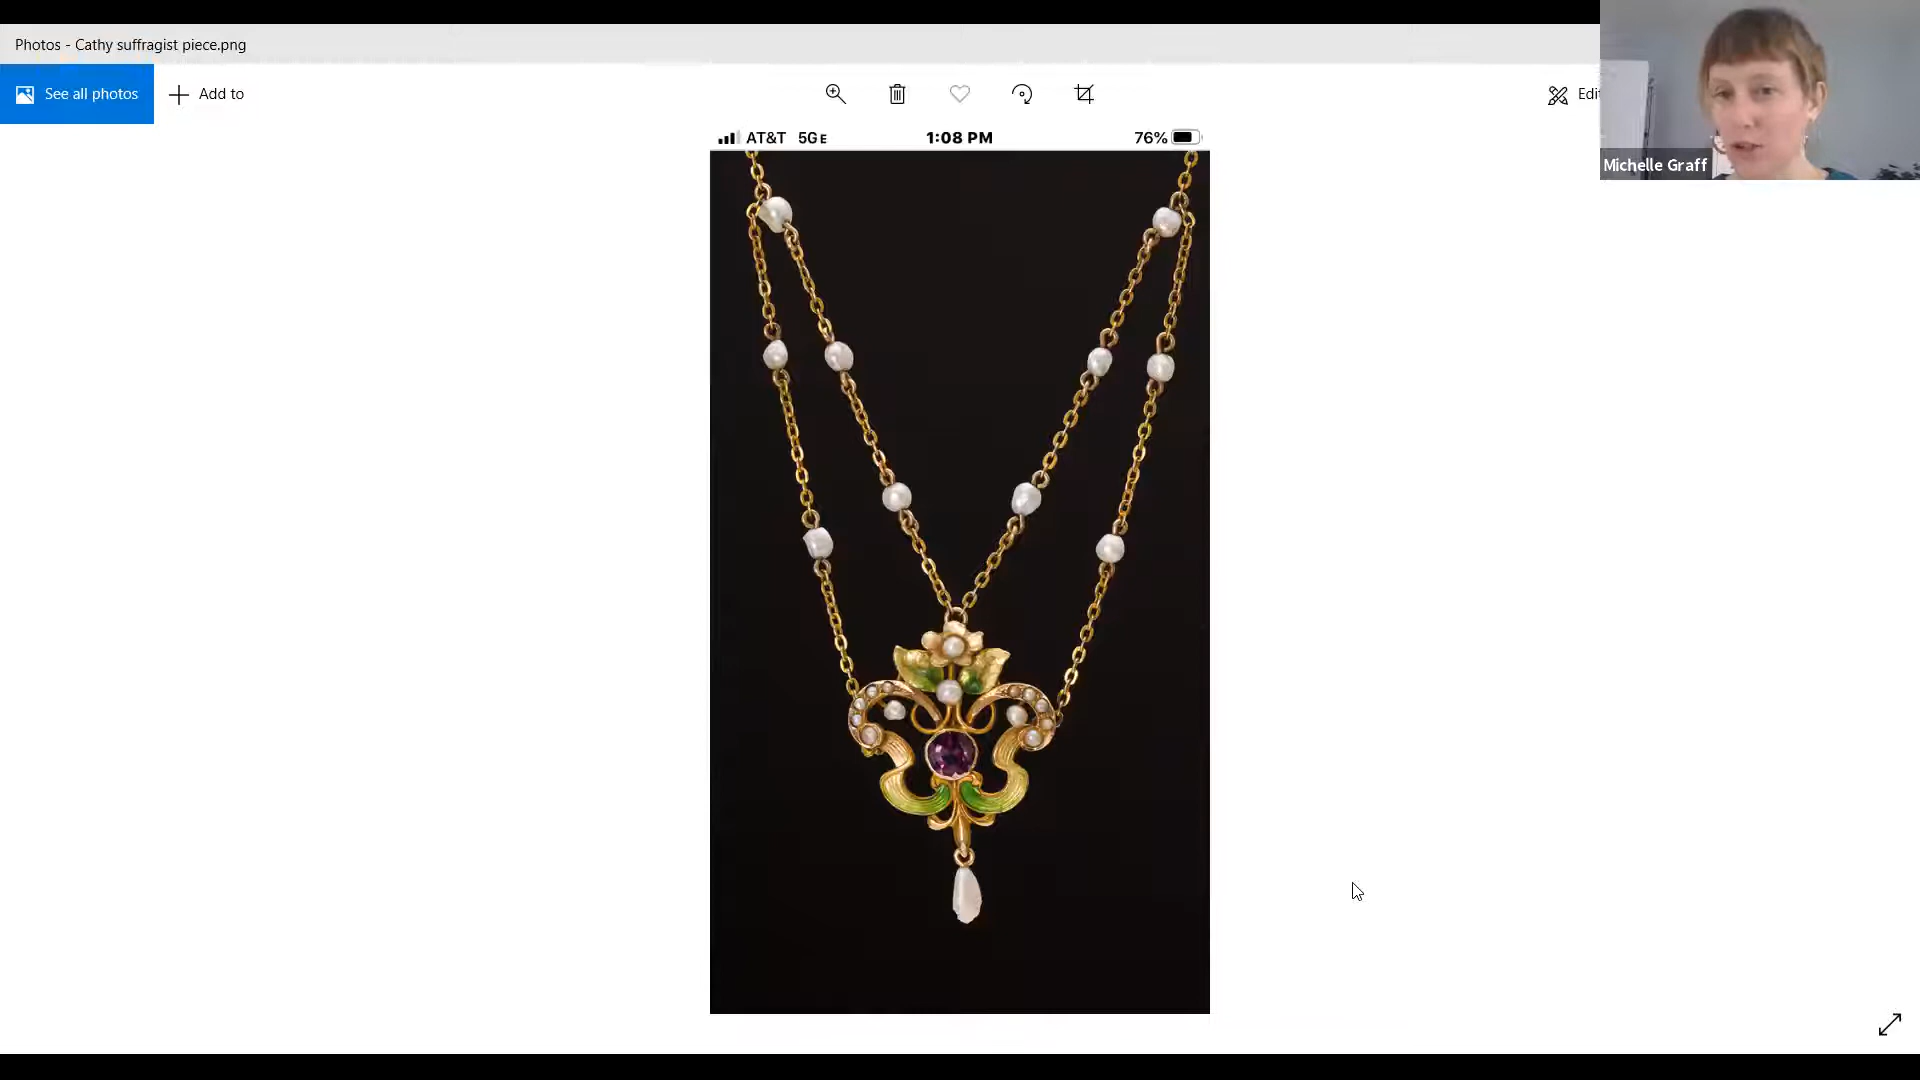 Photos - Cathy suffragist piece.png
See all photos
Add to
Edit
Michelle Graff
AT&T 5GE
1:08 PM
76%